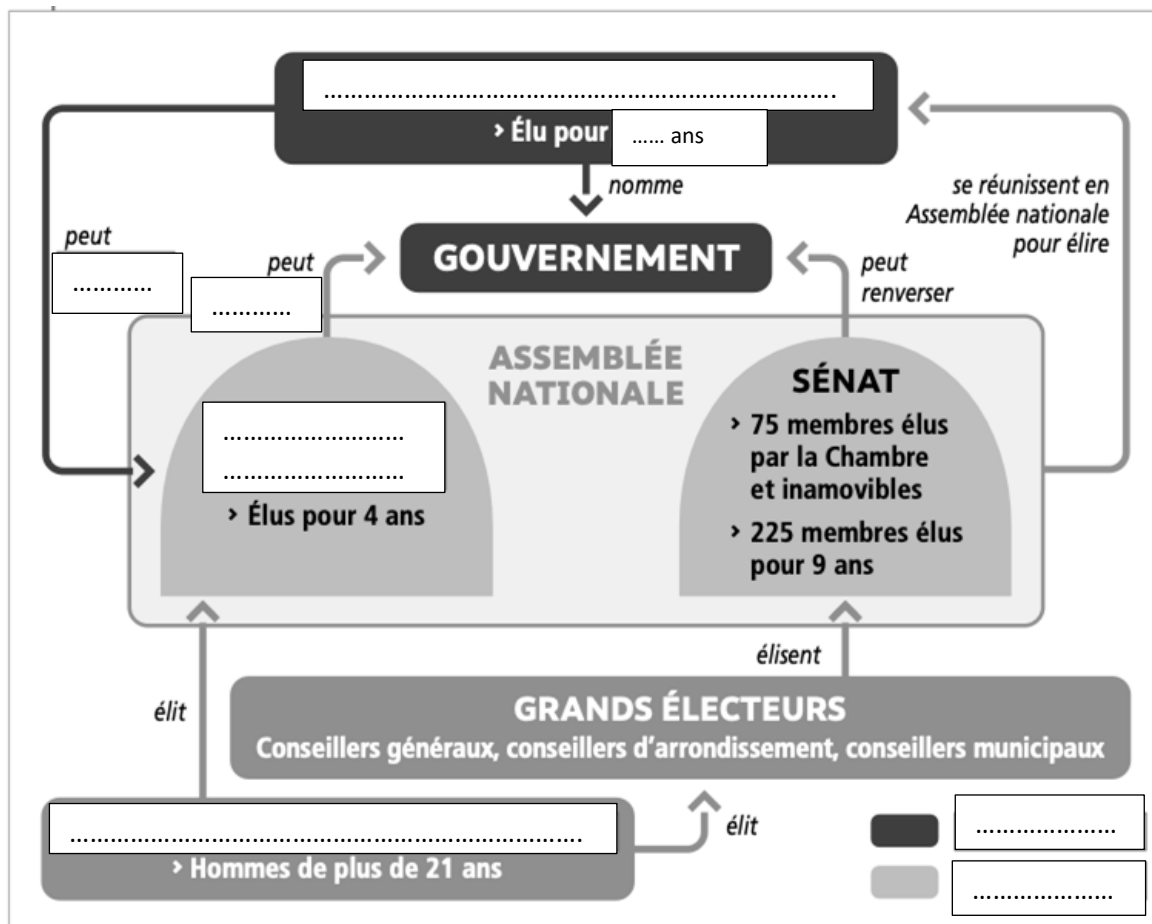 …………………………………………………………………………….
› Élu pour …… ans
nomme
se réunissent en
Assemblée nationale
pour élire
peut
…………
peut
…………
GOUVERNEMENT
peut
renverser
ASSEMBLÉE
NATIONALE
………………………
………………………
› Élus pour 4 ans
SÉNAT
› 75 membres élus
par la Chambre
et inamovibles
› 225 membres élus
pour 9 ans
élit
élisent
GRANDS ÉLECTEURS
Conseillers généraux, conseillers d'arrondissement, conseillers municipaux
…………………………………………………………………………….
› Hommes de plus de 21 ans
élit
…………………
…………………